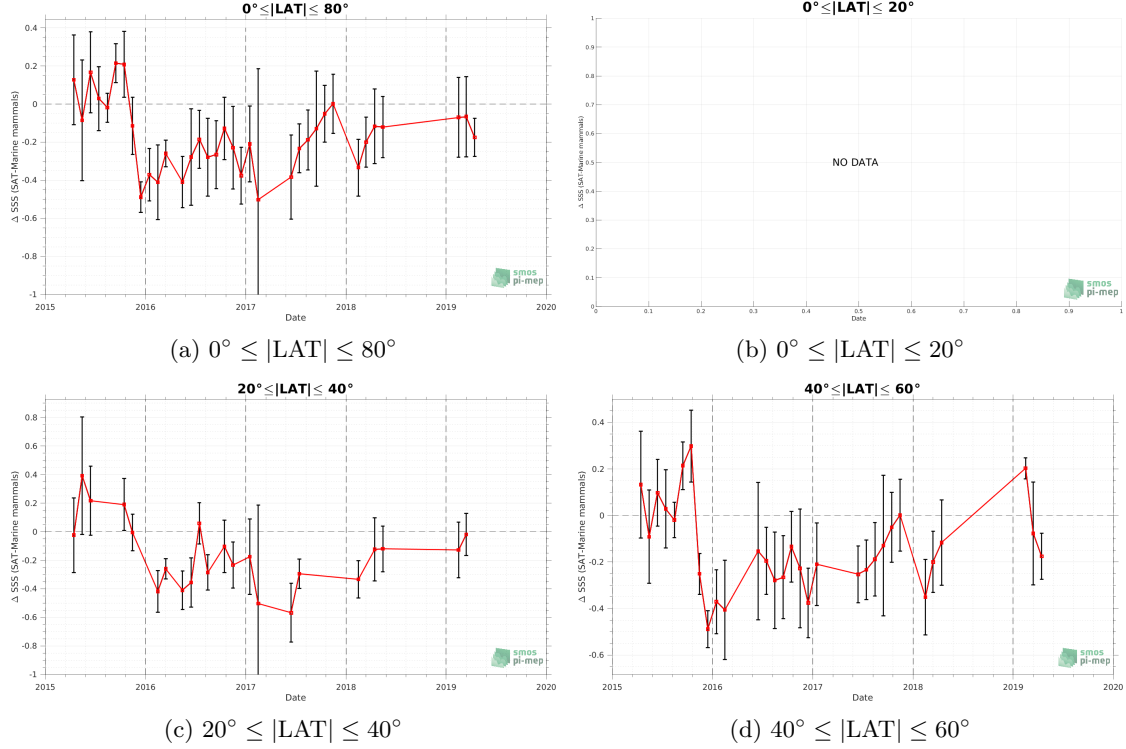 0°≤|LAT|≤ 80°
0.4
0.2
0
-0.2
-0.4
-0.6
-0.8
-1
Δ SSS (SAT-Marine mammals)
2015 2016 2017 2018 2019 2020
Date
smos
pi-mep
(a) 0° ≤ |LAT| ≤ 80°
0°≤|LAT|≤ 20°
1
0.9
0.8
0.7
0.6
0.5
0.4
0.3
0.2
0.1
0
Δ SSS (SAT-Marine mammals)
NO DATA
0 0.1 0.2 0.3 0.4 0.5 0.6 0.7 0.8 0.9 1
Date
smos
pi-mep
(b) 0° ≤ |LAT| ≤ 20°
20°≤|LAT|≤ 40°
0.8
0.6
0.4
0.2
0
-0.2
-0.4
-0.6
-0.8
-1
Δ SSS (SAT-Marine mammals)
2015 2016 2017 2018 2019 2020
Date
smos
pi-mep
(c) 20° ≤ |LAT| ≤ 40°
40°≤|LAT|≤ 60°
0.4
0.2
0
-0.2
-0.4
-0.6
Δ SSS (SAT-Marine mammals)
2015 2016 2017 2018 2019 2020
Date
smos
pi-mep
(d) 40° ≤ |LAT| ≤ 60°